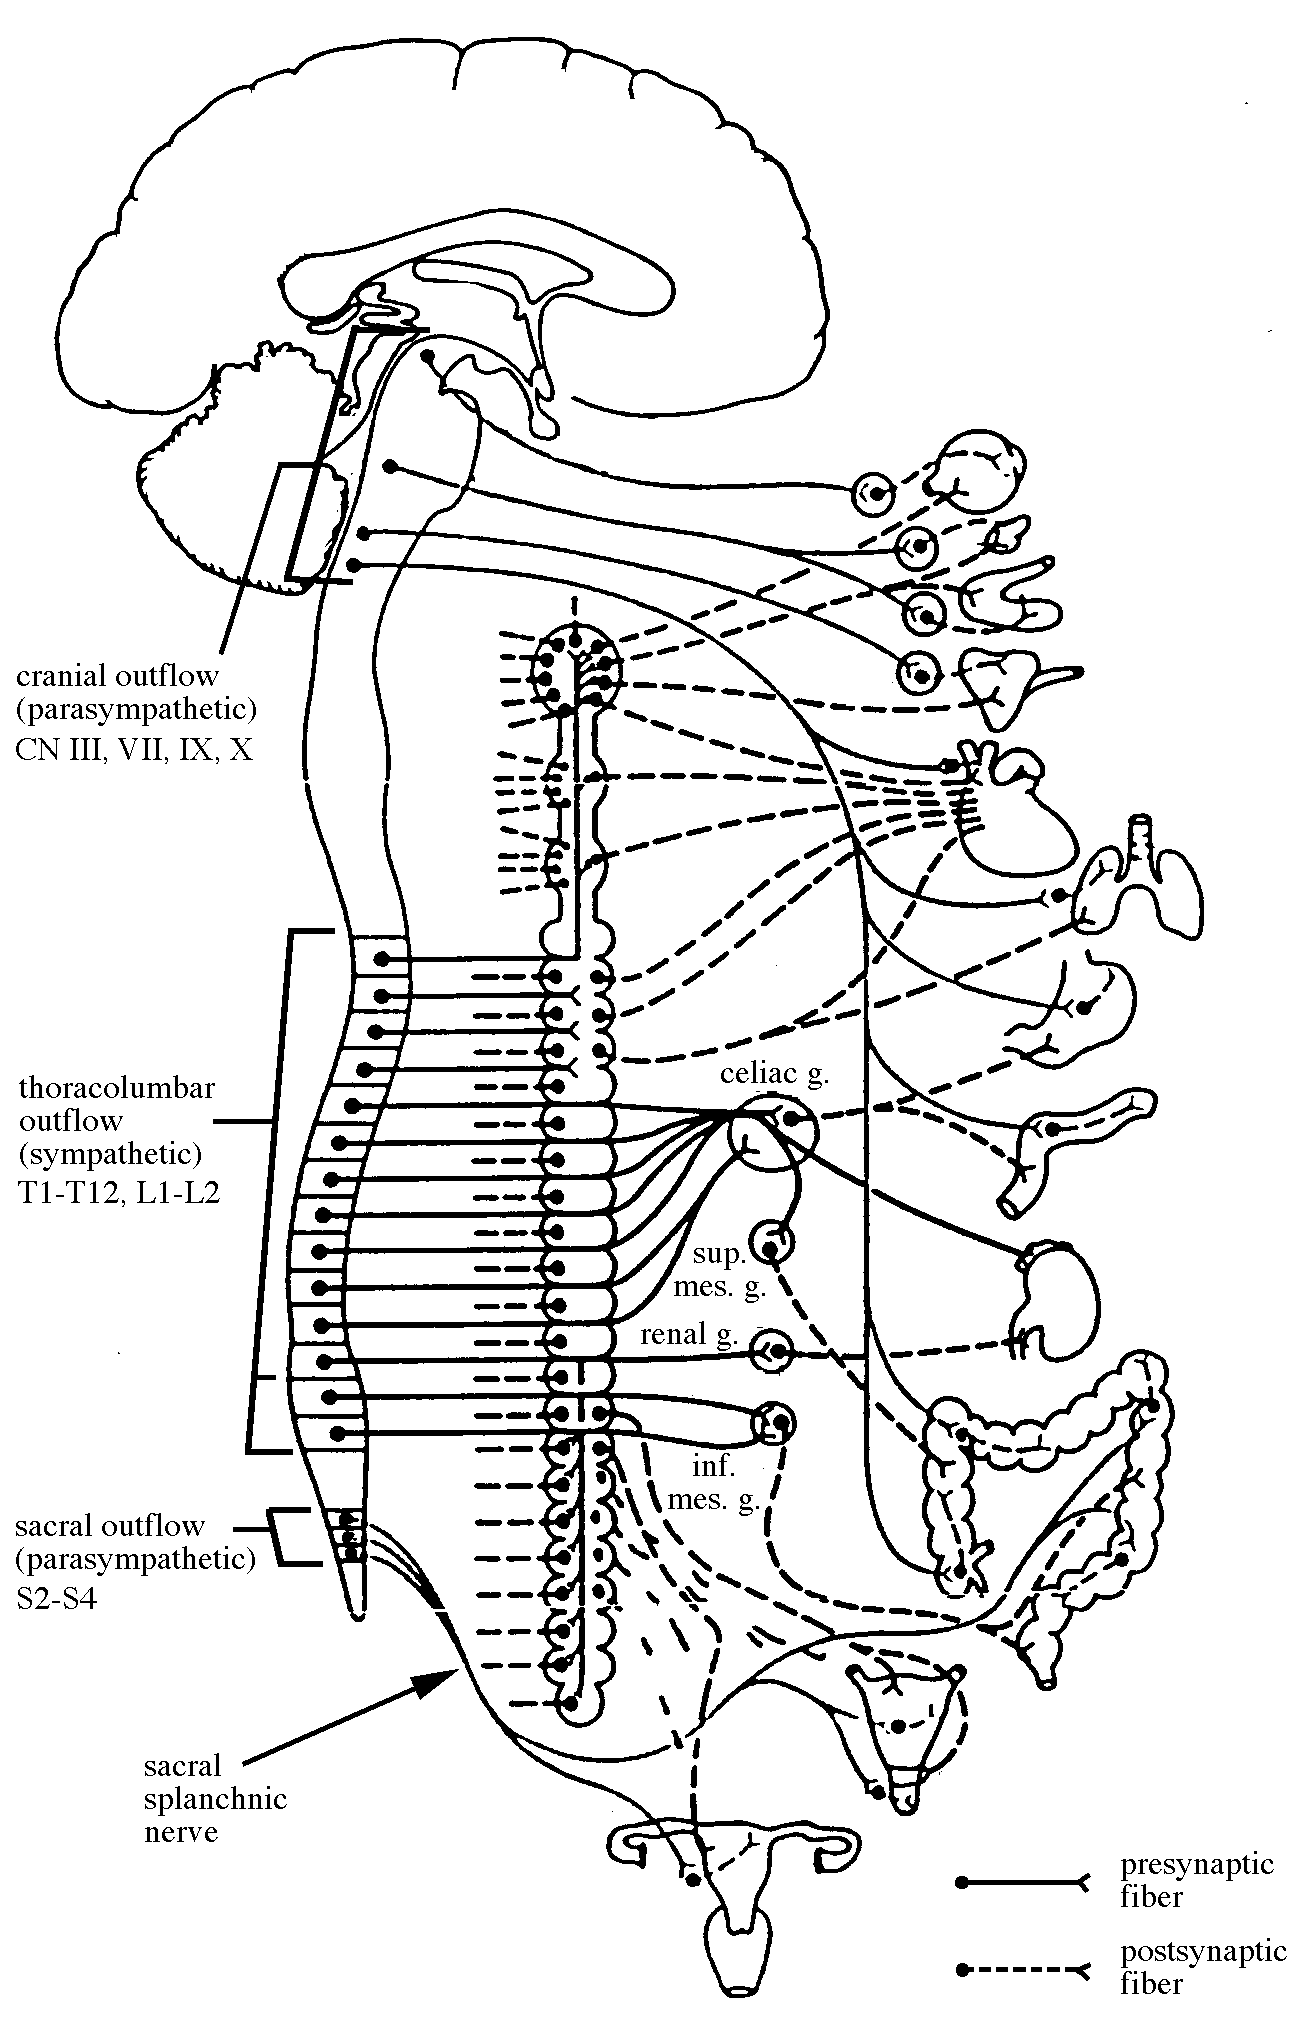 cranial outflow
(parasympathetic)
CN III, VII, IX, X
thoracolumbar
outflow
(sympathetic)
T1-T12, L1-L2
celiac g.
sup.
mes. g.
renal g.
inf.
mes. g.
sacral outflow
(parasympathetic)
S2-S4
sacral
splanchnic
nerve
presynaptic
fiber
postsynaptic
fiber